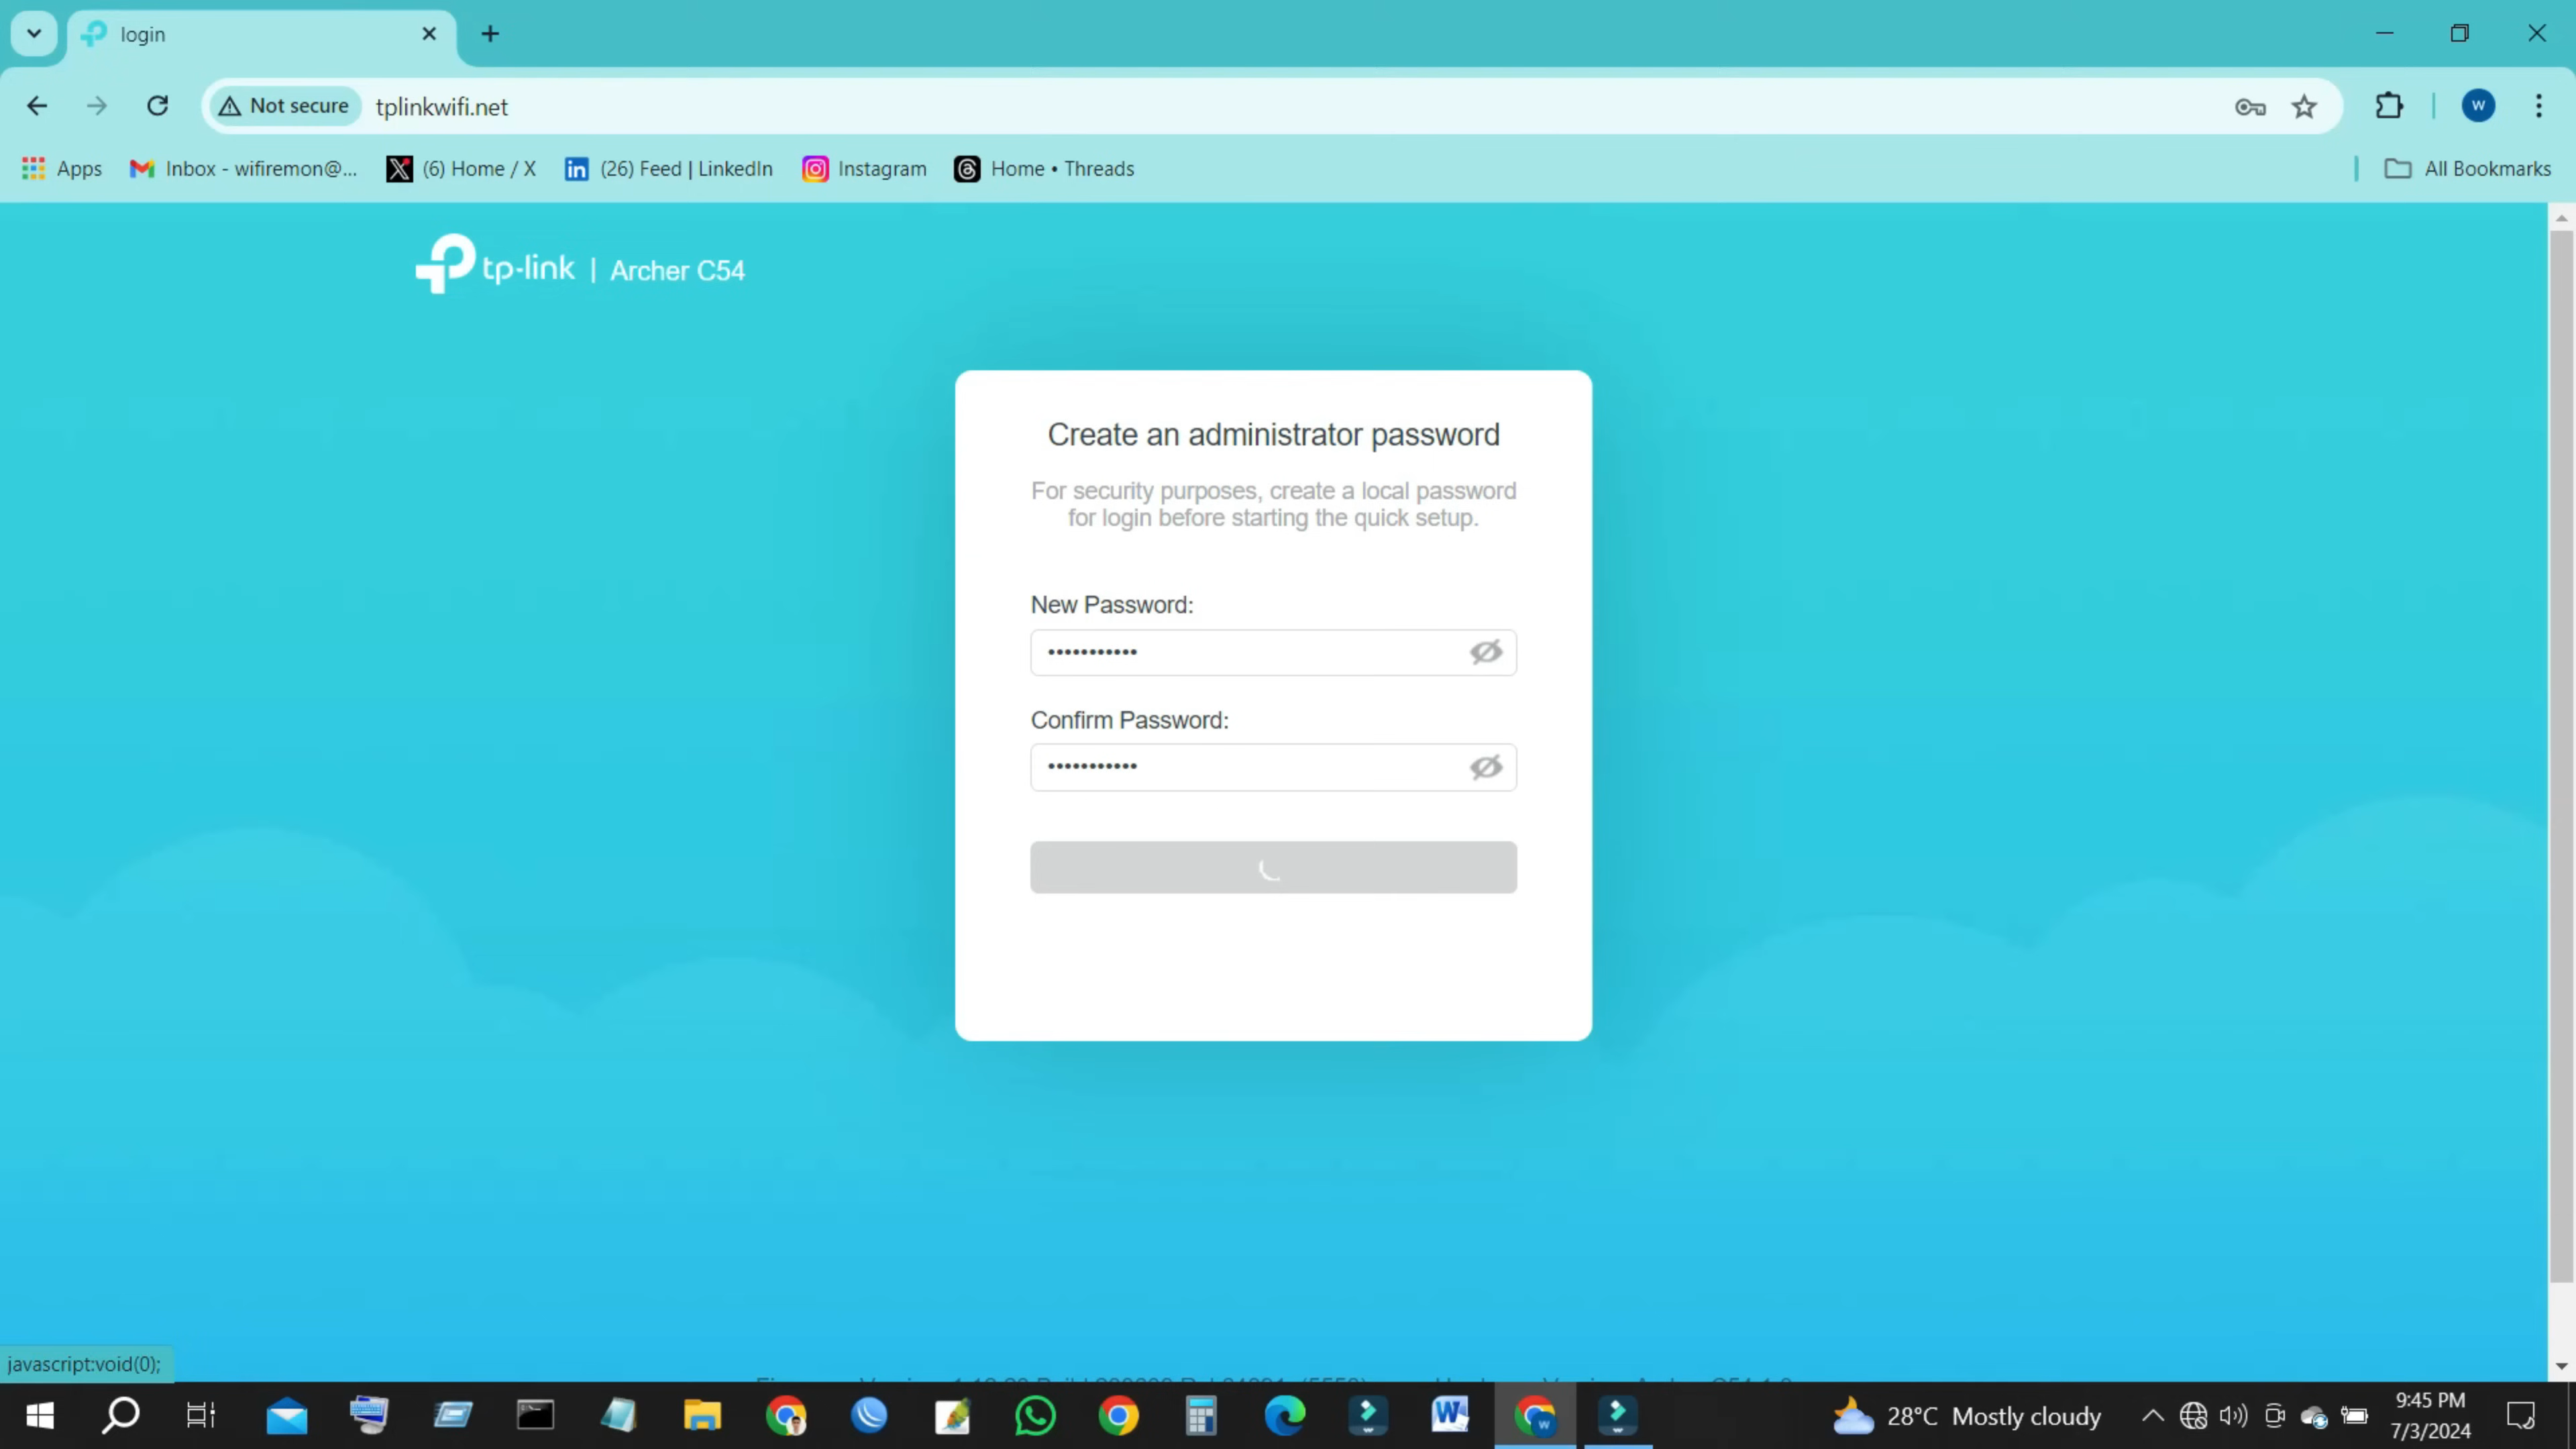 login
Not secure
tplinkwifi.net
W
Apps
Inbox - wifiremon@...
(6) Home / X
(26) Feed | LinkedIn
Instagram
Home • Threads
All Bookmarks
tp-link | Archer C54
Create an administrator password
For security purposes, create a local password
for login before starting the quick setup.
New Password:
•••••••••••
Confirm Password:
•••••••••••
javascript:void(0);
28°C Mostly cloudy
9:45 PM
7/3/2024